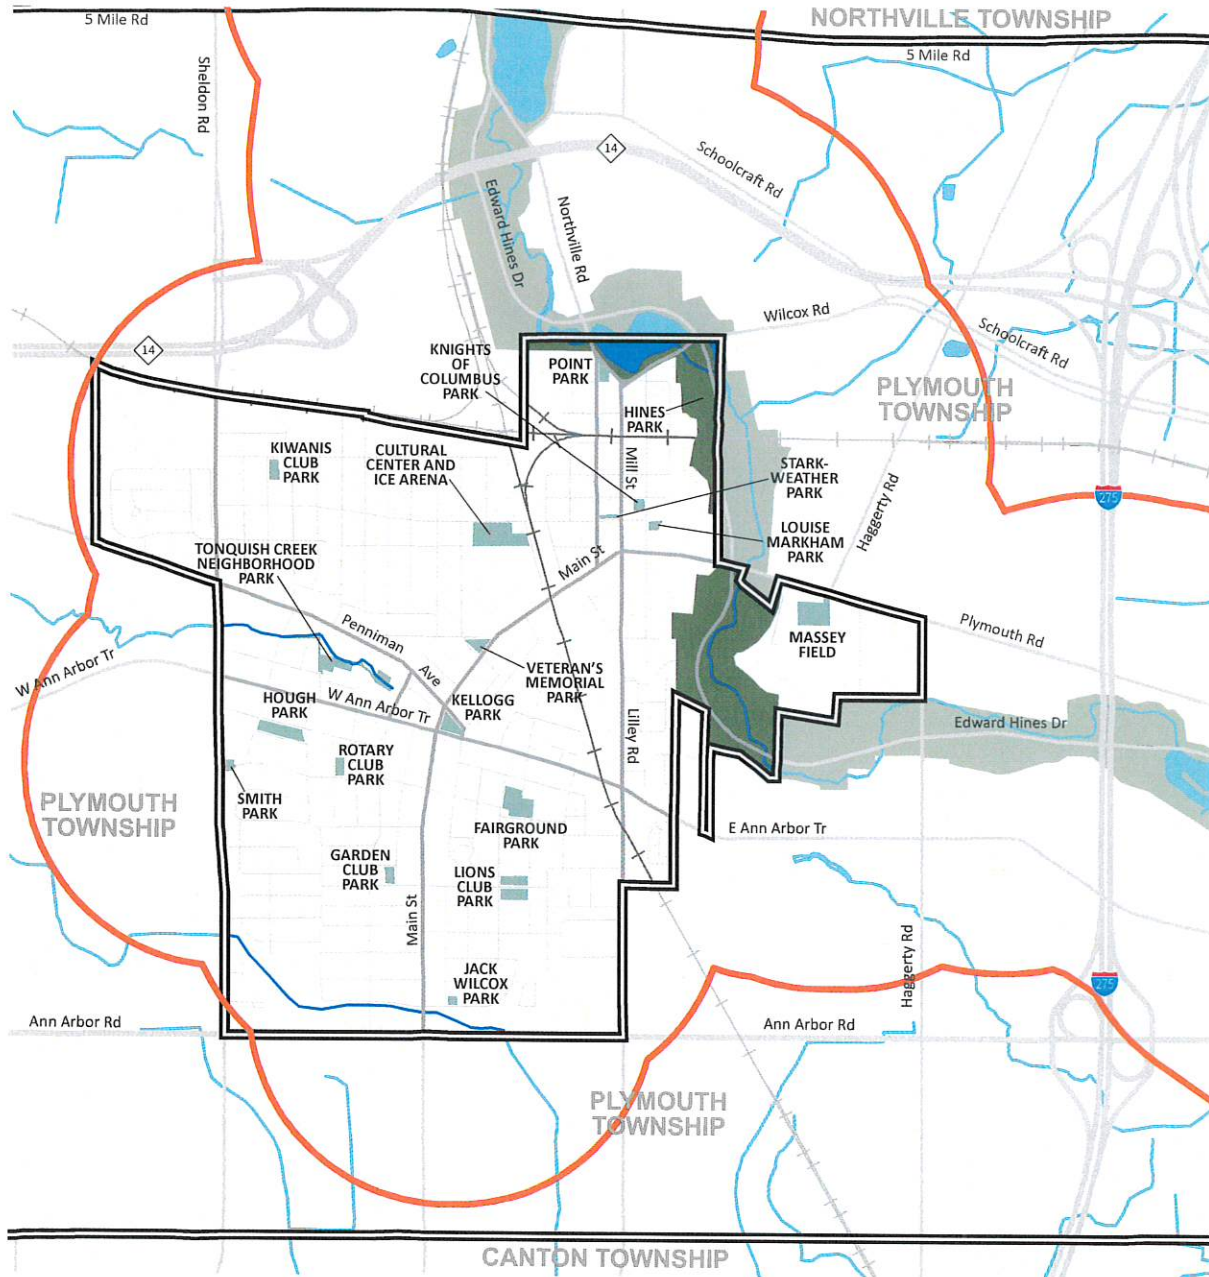 NORTHVILLE TOWNSHIP
5 Mile Rd
5 Mile Rd
Sheldon Rd
14
Schoolcraft Rd
Edward Hines Dr
Northville Rd
Wilcox Rd
Schoolcraft Rd
14
KNIGHTS
OF
COLUMBUS
PARK
POINT
PARK
PLYMOUTH
TOWNSHIP
HINES
PARK
KIWANIS
CLUB
PARK
CULTURAL
CENTER AND
ICE ARENA
Mill St
STARK-
WEATHER
PARK
Haggerty Rd
275
LOUISE
MARKHAM
PARK
TONQUISH CREEK
NEIGHBORHOOD
PARK
Main St
Penniman
Ave
MASSEY
FIELD
Plymouth Rd
W Ann Arbor Tr
VETERAN'S
MEMORIAL
PARK
HOUGH
PARK
W Ann Arbor Tr
KELLOGG
PARK
Lilley Rd
Edward Hines Dr
ROTARY
CLUB
PARK
SMITH
PARK
PLYMOUTH
TOWNSHIP
FAIRGROUND
PARK
E Ann Arbor Tr
GARDEN
CLUB
PARK
LIONS
CLUB
PARK
Main St
Haggerty Rd
JACK
WILCOX
PARK
275
Ann Arbor Rd
Ann Arbor Rd
PLYMOUTH
TOWNSHIP
CANTON TOWNSHIP